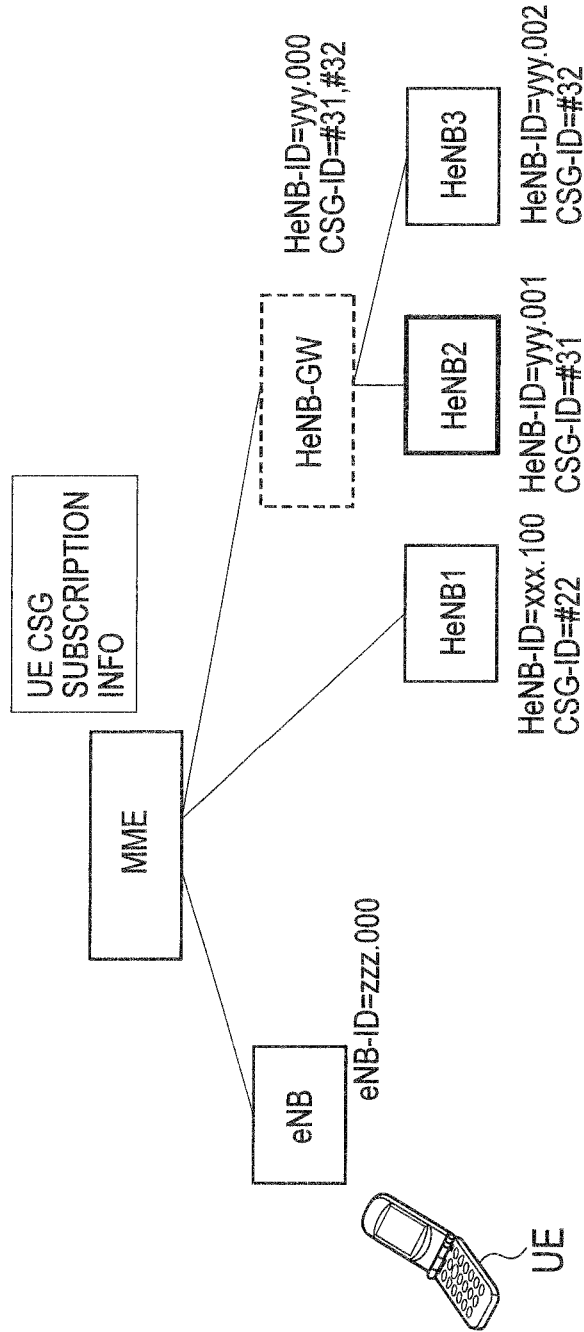 UE CSG
SUBSCRIPTION
INFO
MME
HeNB-ID=yyy.000
CSG-ID=#31,#32
HeNB-GW
eNB
eNB-ID=zzz.000
HeNB1
HeNB-ID=xxx.100
CSG-ID=#22
HeNB2
HeNB-ID=yyy.001
CSG-ID=#31
HeNB3
HeNB-ID=yyy.002
CSG-ID=#32
UE